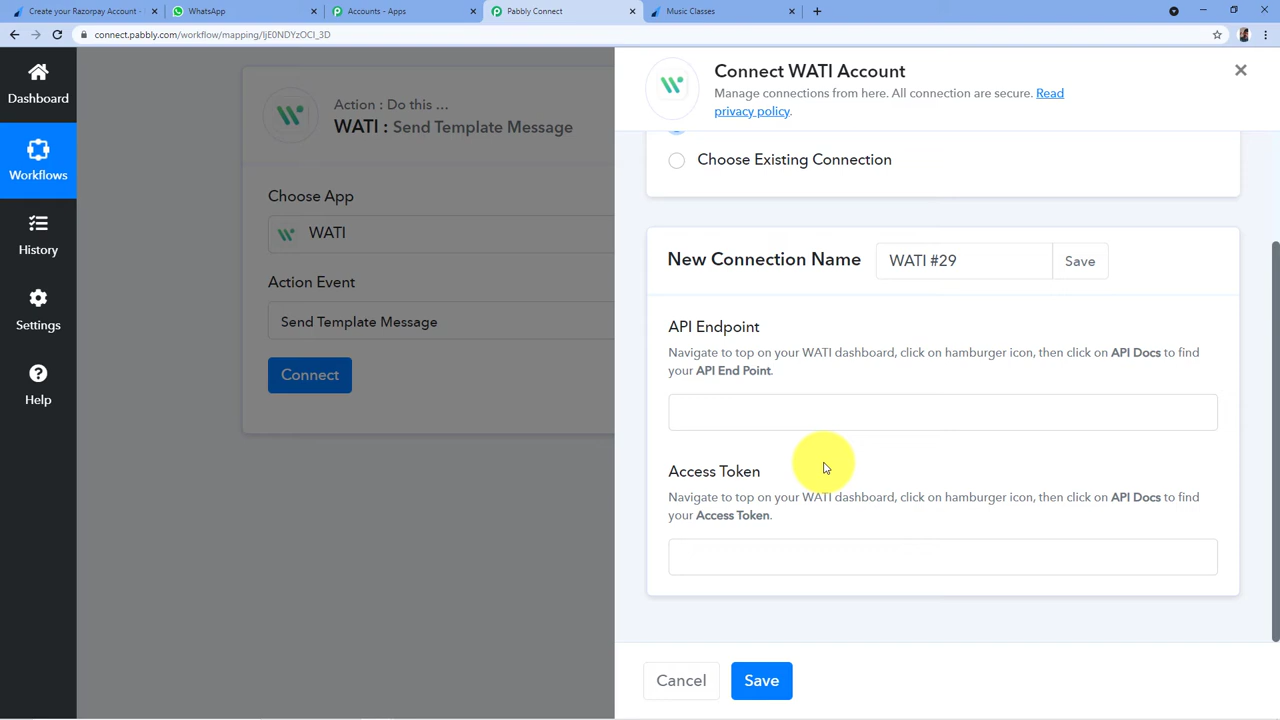 Create your Razorpay Account -
WhatsApp
Accounts - Apps
Pabbly Connect
Music Classes
connect.pabbly.com/workflow/mapping/IjE0NDYzOCI_3D
Dashboard
Workflows
History
Settings
Help
Action : Do this ...
WATI : Send Template Message
Choose App
WATI
Action Event
Send Template Message
Connect
Connect WATI Account
Manage connections from here. All connection are secure. Read
privacy policy.
Choose Existing Connection
New Connection Name
WATI #29
Save
API Endpoint
Navigate to top on your WATI dashboard, click on hamburger icon, then click on API Docs to find
your API End Point.
Access Token
Navigate to top on your WATI dashboard, click on hamburger icon, then click on API Docs to find
your Access Token.
Cancel
Save